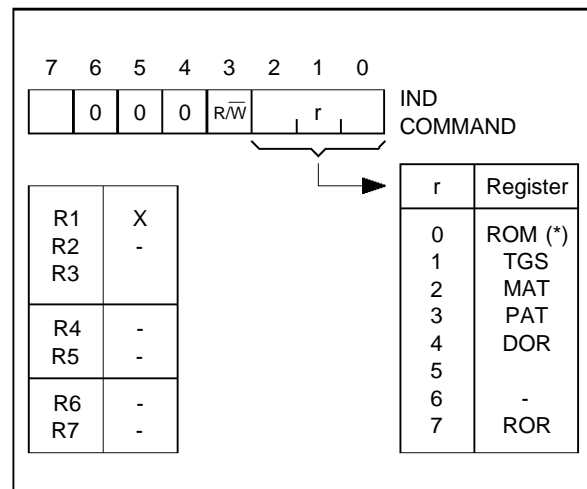 7 6 5 4 3 2 1 0
0 0 0 R/W̅ r
IND
COMMAND
r Register
0 ROM (*)
1 TGS
2 MAT
3 PAT
4 DOR
5
6 -
7 ROR
R1 X
R2 -
R3
R4 -
R5 -
R6 -
R7 -